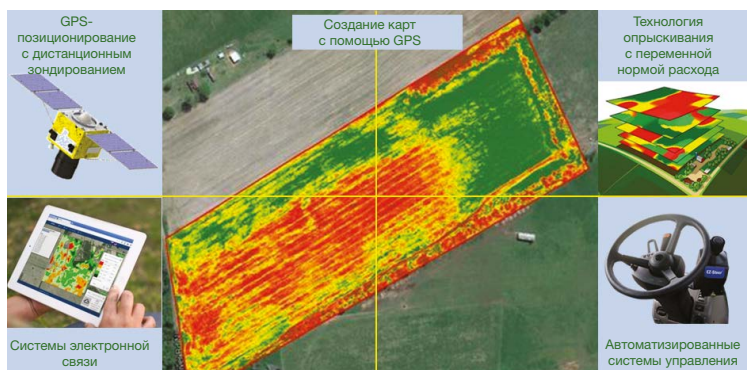 GPS-
позиционирование
с дистанционным
зондированием
Создание карт
с помощью GPS
Технология
опрыскивания
с переменной
нормой расхода
Системы электронной
связи
Автоматизированные
системы управления